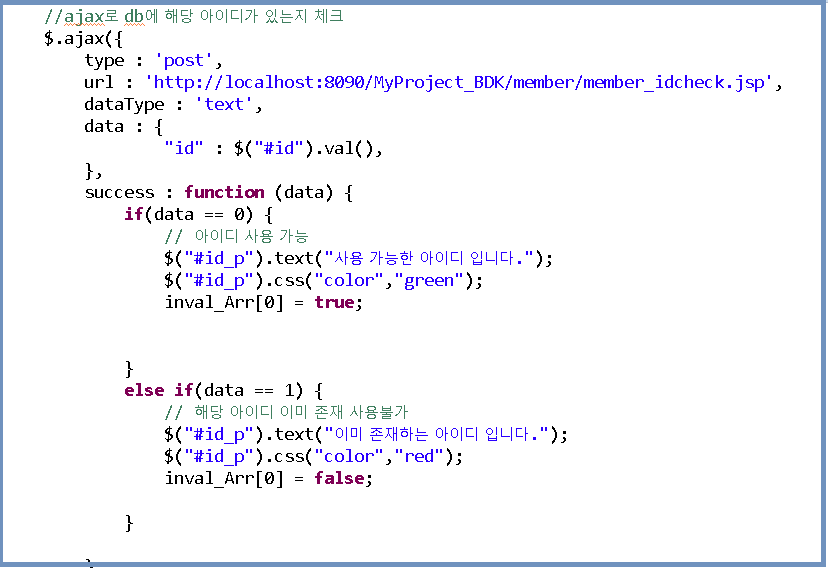 //ajax로 db에 해당 아이디가 있는지 체크
$.ajax({
type : 'post',
url : 'http://localhost:8090/MyProject_BDK/member/member_idcheck.jsp',
dataType : 'text',
data : {
"id" : $("#id").val(),
},
success : function (data) {
if(data == 0) {
// 아이디 사용 가능
$("#id_p").text("사용 가능한 아이디 입니다.");
$("#id_p").css("color","green");
inval_Arr[0] = true;
}
else if(data == 1) {
// 해당 아이디 이미 존재 사용불가
$("#id_p").text("이미 존재하는 아이디 입니다.");
$("#id_p").css("color","red");
inval_Arr[0] = false;
}